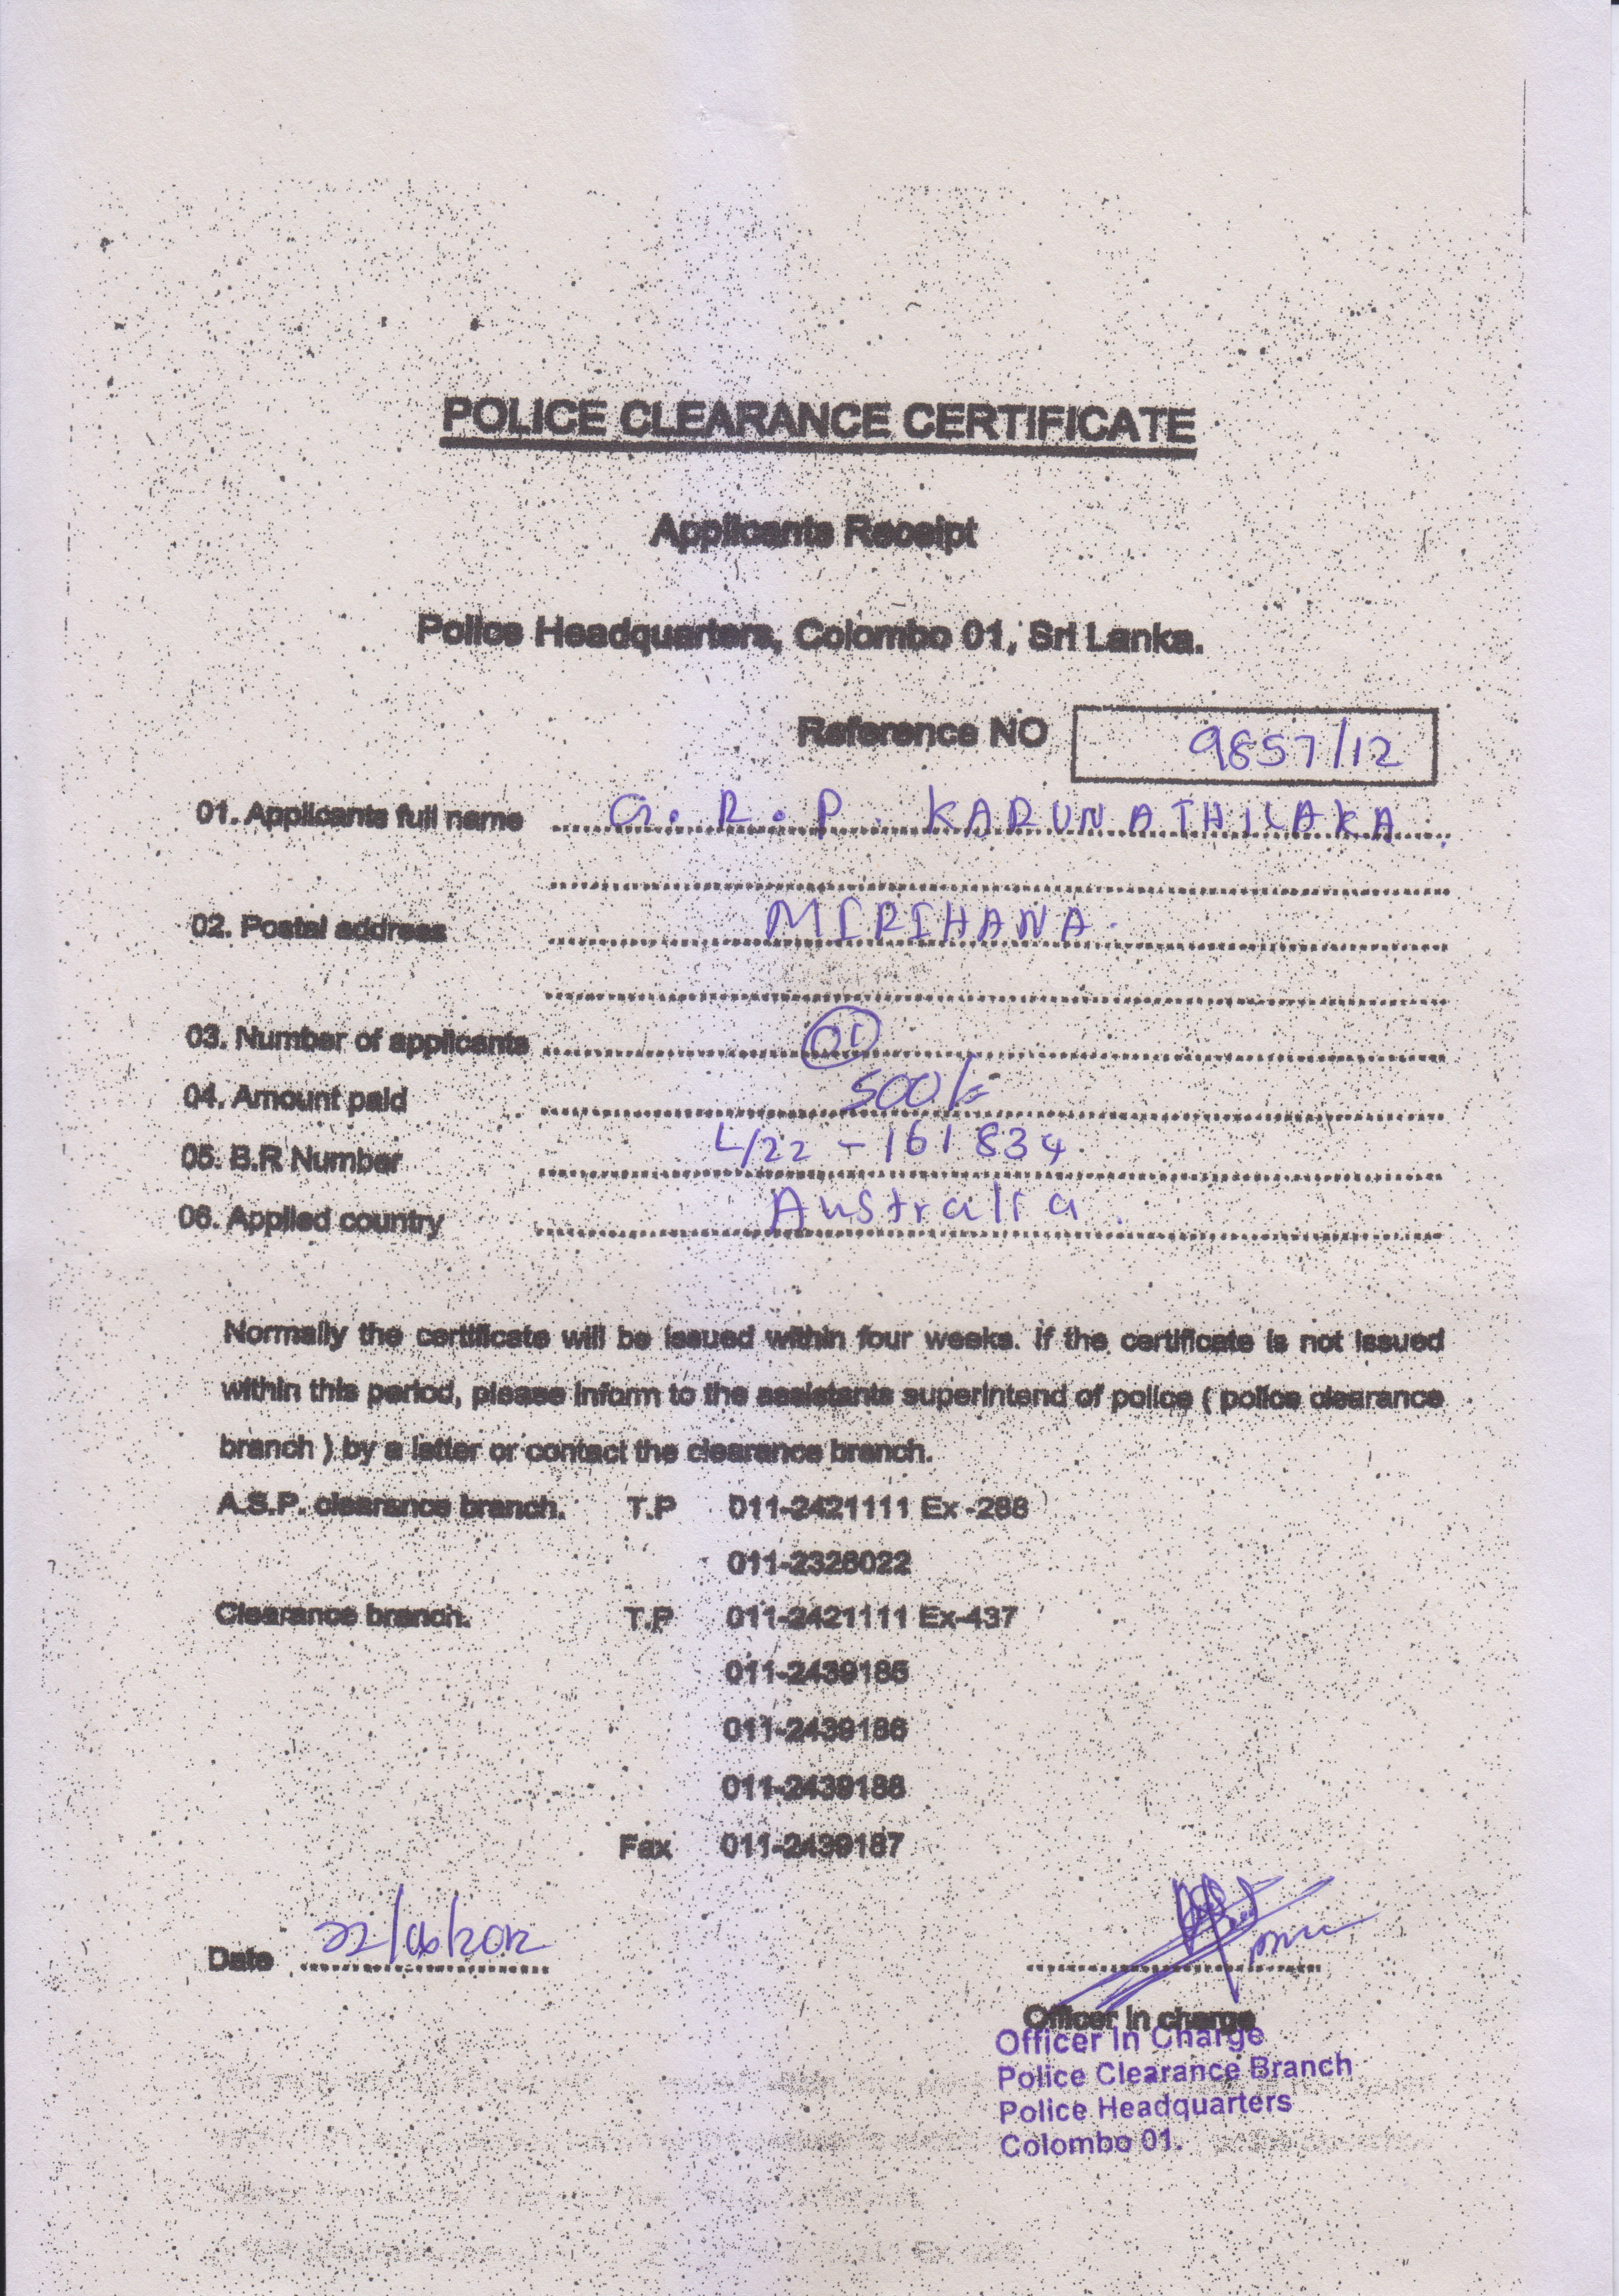 POLICE CLEARANCE CERTIFICATE
Applicants Receipt
Police Headquarters, Colombo 01, Sri Lanka.
Reference NO 9857/12
01. Applicants full name G. R. P. KARUNATHILAKA
02. Postal address MIRIHANA.
03. Number of applicants 01
04. Amount paid 500/=
05. B.R Number L/22 - 161834
06. Applied country Australia.
Normally the certificate will be issued within four weeks. If the certificate is not issued
within this period, please inform to the assistants superintend of police ( police clearance
branch ) by a letter or contact the clearance branch.
A.S.P. clearance branch. T.P 011-2421111 Ex -288
011-2328022
Clearance branch. T.P 011-2421111 Ex-437
011-2439185
011-2439186
011-2439188
Fax 011-2439187
Date 22/06/2012
Officer in charge
Officer In Charge
Police Clearance Branch
Police Headquarters
Colombo 01.